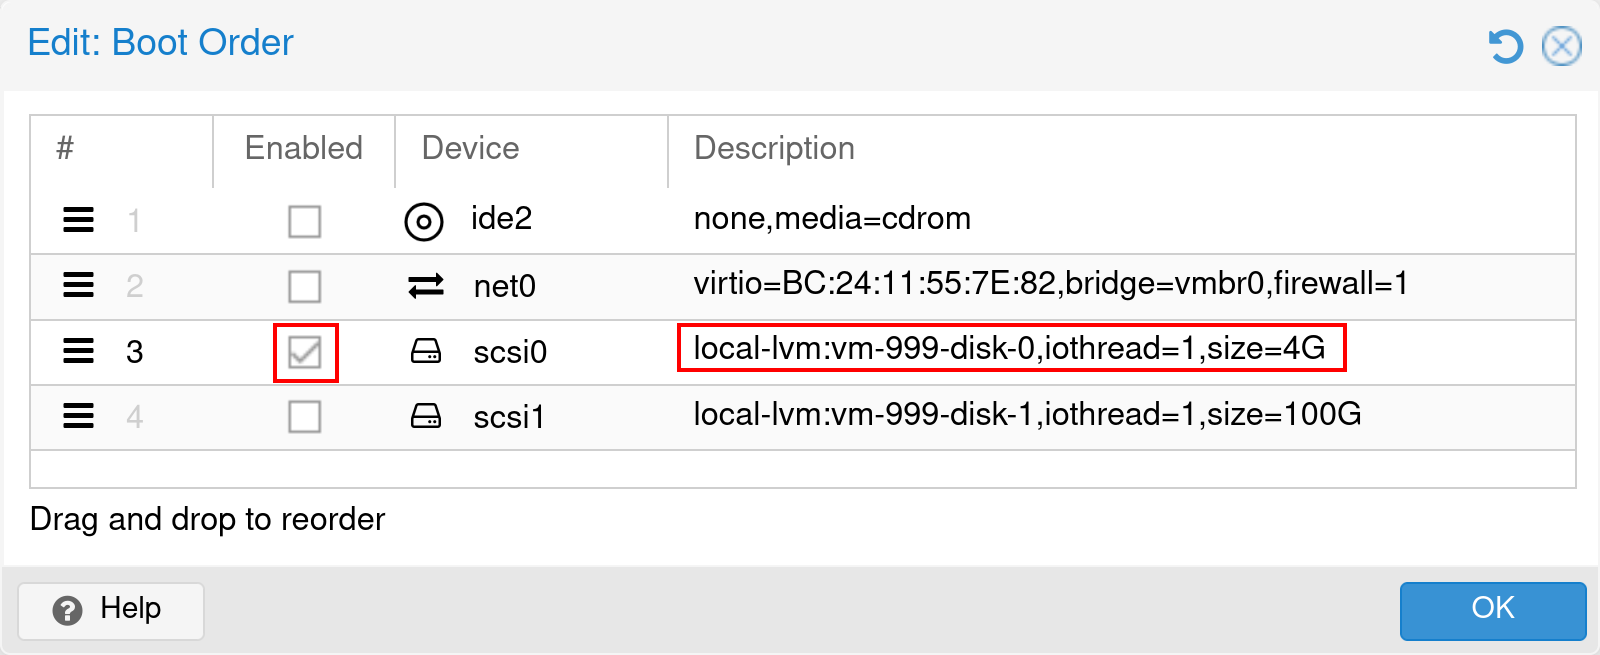 Edit: Boot Order
# Enabled Device Description
1 ide2 none,media=cdrom
2 net0 virtio=BC:24:11:55:7E:82,bridge=vmbr0,firewall=1
3 scsi0 local-lvm:vm-999-disk-0,iothread=1,size=4G
4 scsi1 local-lvm:vm-999-disk-1,iothread=1,size=100G
Drag and drop to reorder
? Help OK